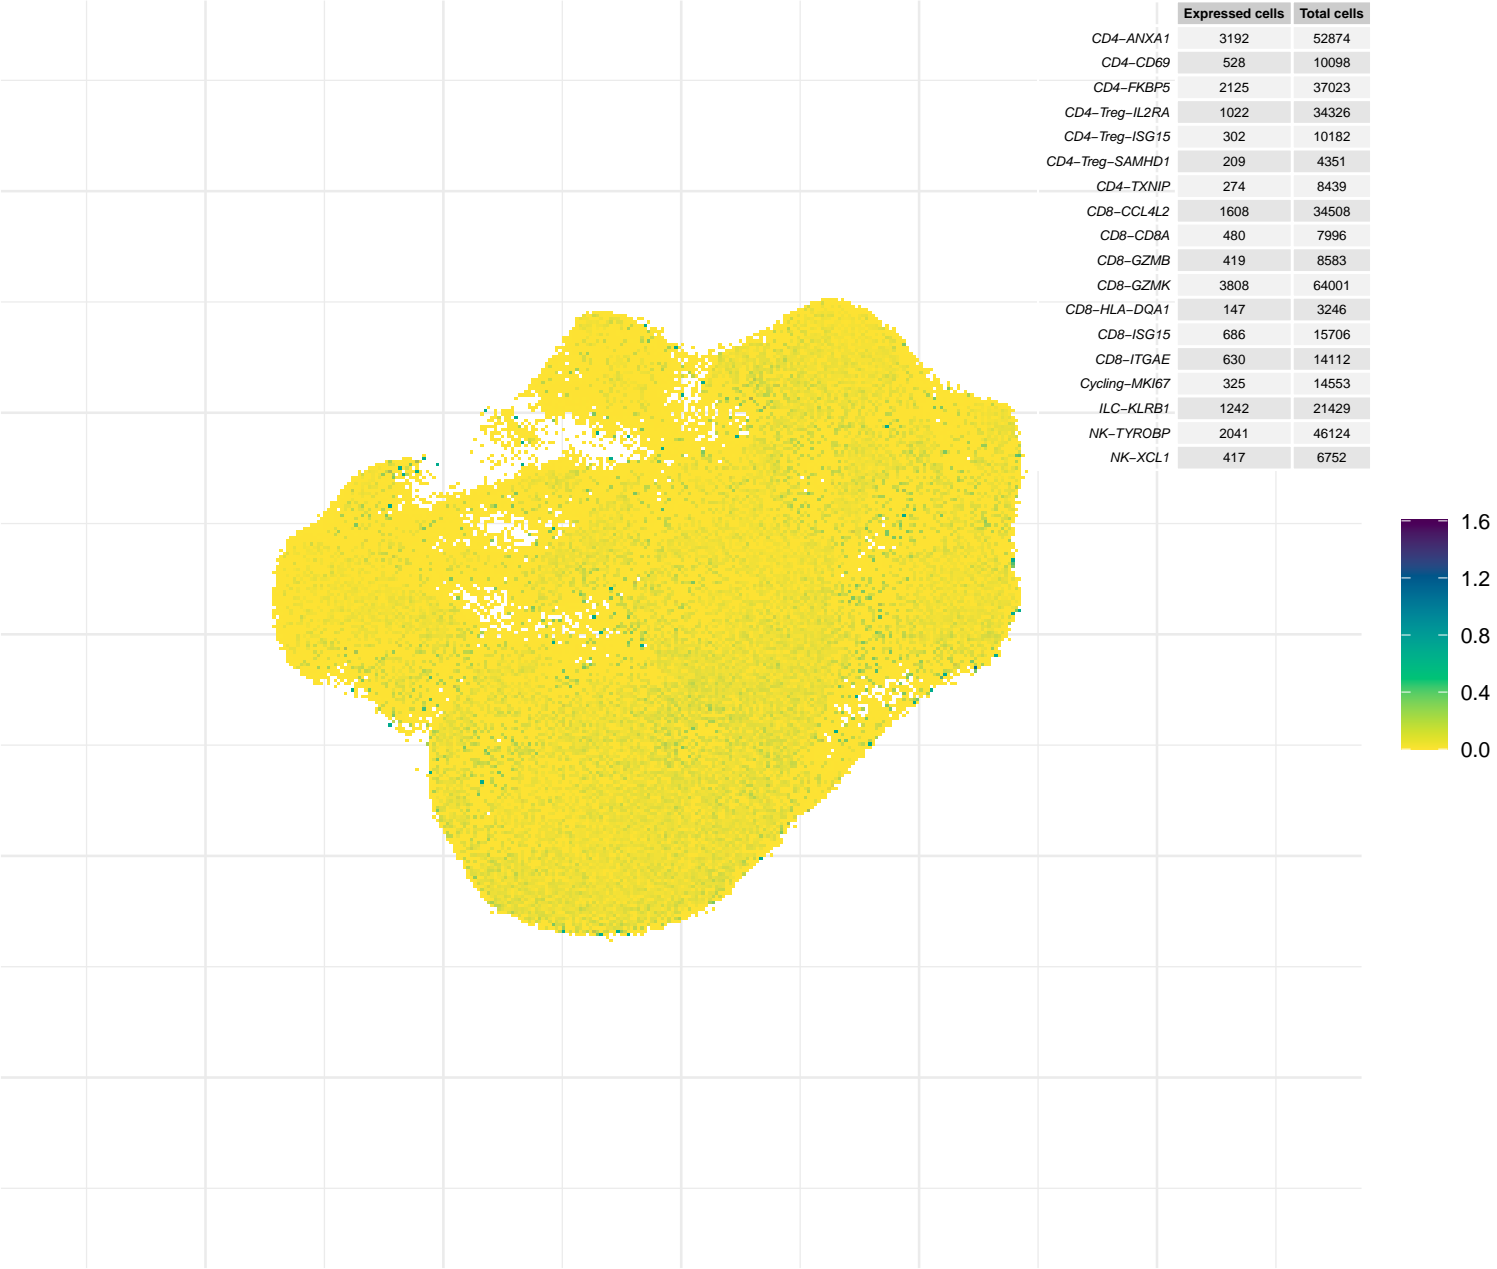 Expressed cells Total cells
CD4−ANXA1 3192 52874
CD4−CD69 528 10098
CD4−FKBP5 2125 37023
CD4−Treg−IL2RA 1022 34326
CD4−Treg−ISG15 302 10182
CD4−Treg−SAMHD1 209 4351
CD4−TXNIP 274 8439
CD8−CCL4L2 1608 34508
CD8−CD8A 480 7996
CD8−GZMB 419 8583
CD8−GZMK 3808 64001
CD8−HLA−DQA1 147 3246
CD8−ISG15 686 15706
CD8−ITGAE 630 14112
Cycling−MKI67 325 14553
ILC−KLRB1 1242 21429
NK−TYROBP 2041 46124
NK−XCL1 417 6752
1.6
1.2
0.8
0.4
0.0